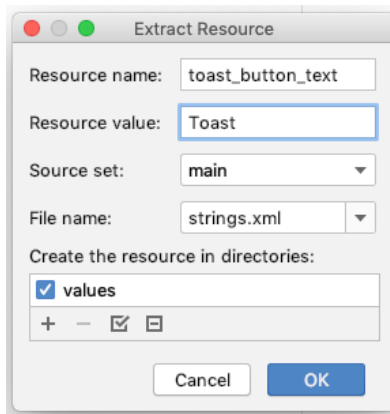 Extract Resource
Resource name: toast_button_text
Resource value: Toast
Source set: main
File name: strings.xml
Create the resource in directories:
values
Cancel OK